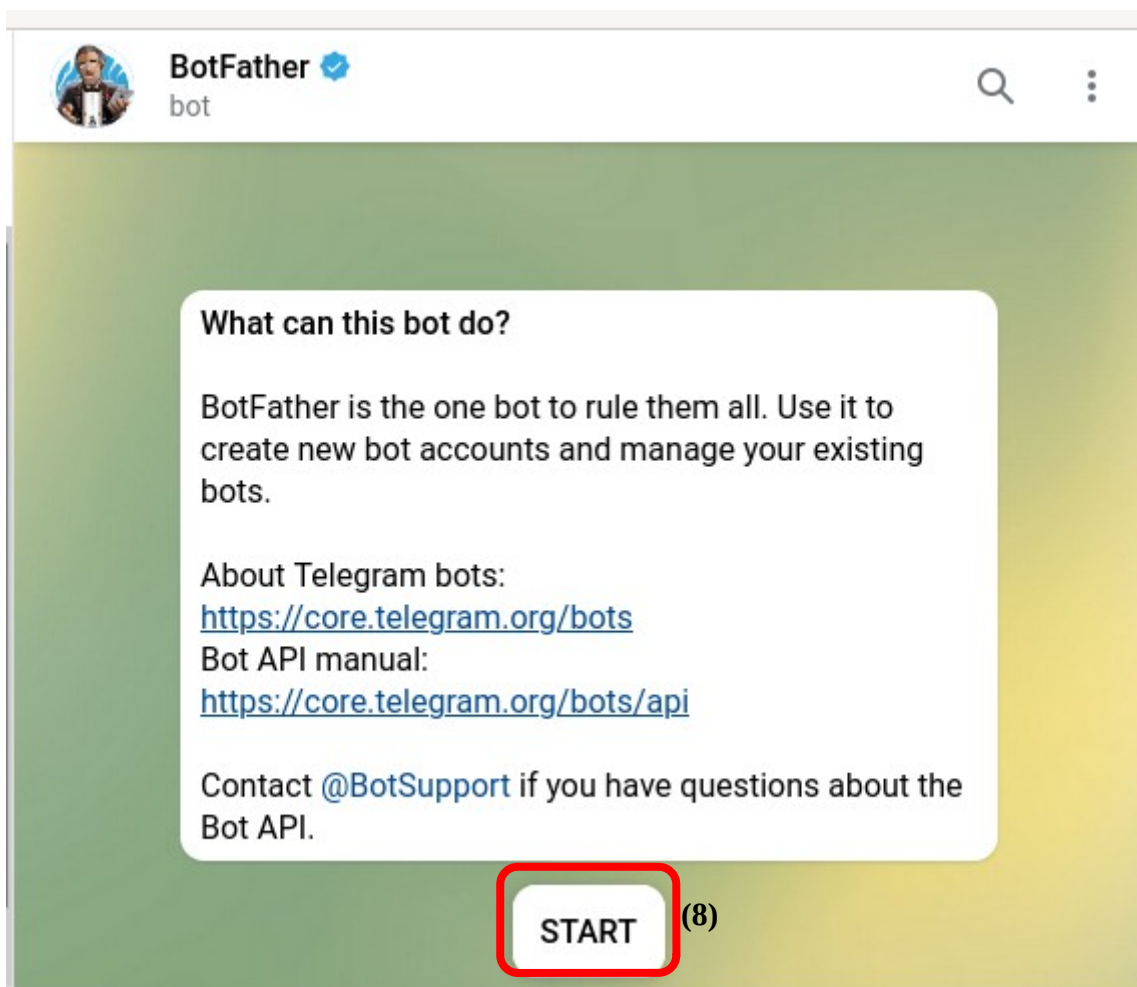 BotFather
bot
What can this bot do?
BotFather is the one bot to rule them all. Use it to
create new bot accounts and manage your existing
bots.
About Telegram bots:
https://core.telegram.org/bots
Bot API manual:
https://core.telegram.org/bots/api
Contact @BotSupport if you have questions about the
Bot API.
START
(8)